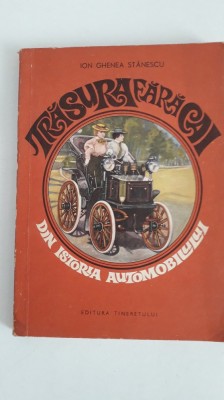 ION GHENEA STĂNESCU
TRĂSURA FĂRĂ CAI
DIN ISTORIA AUTOMOBILULUI
EDITURA TINERETULUI